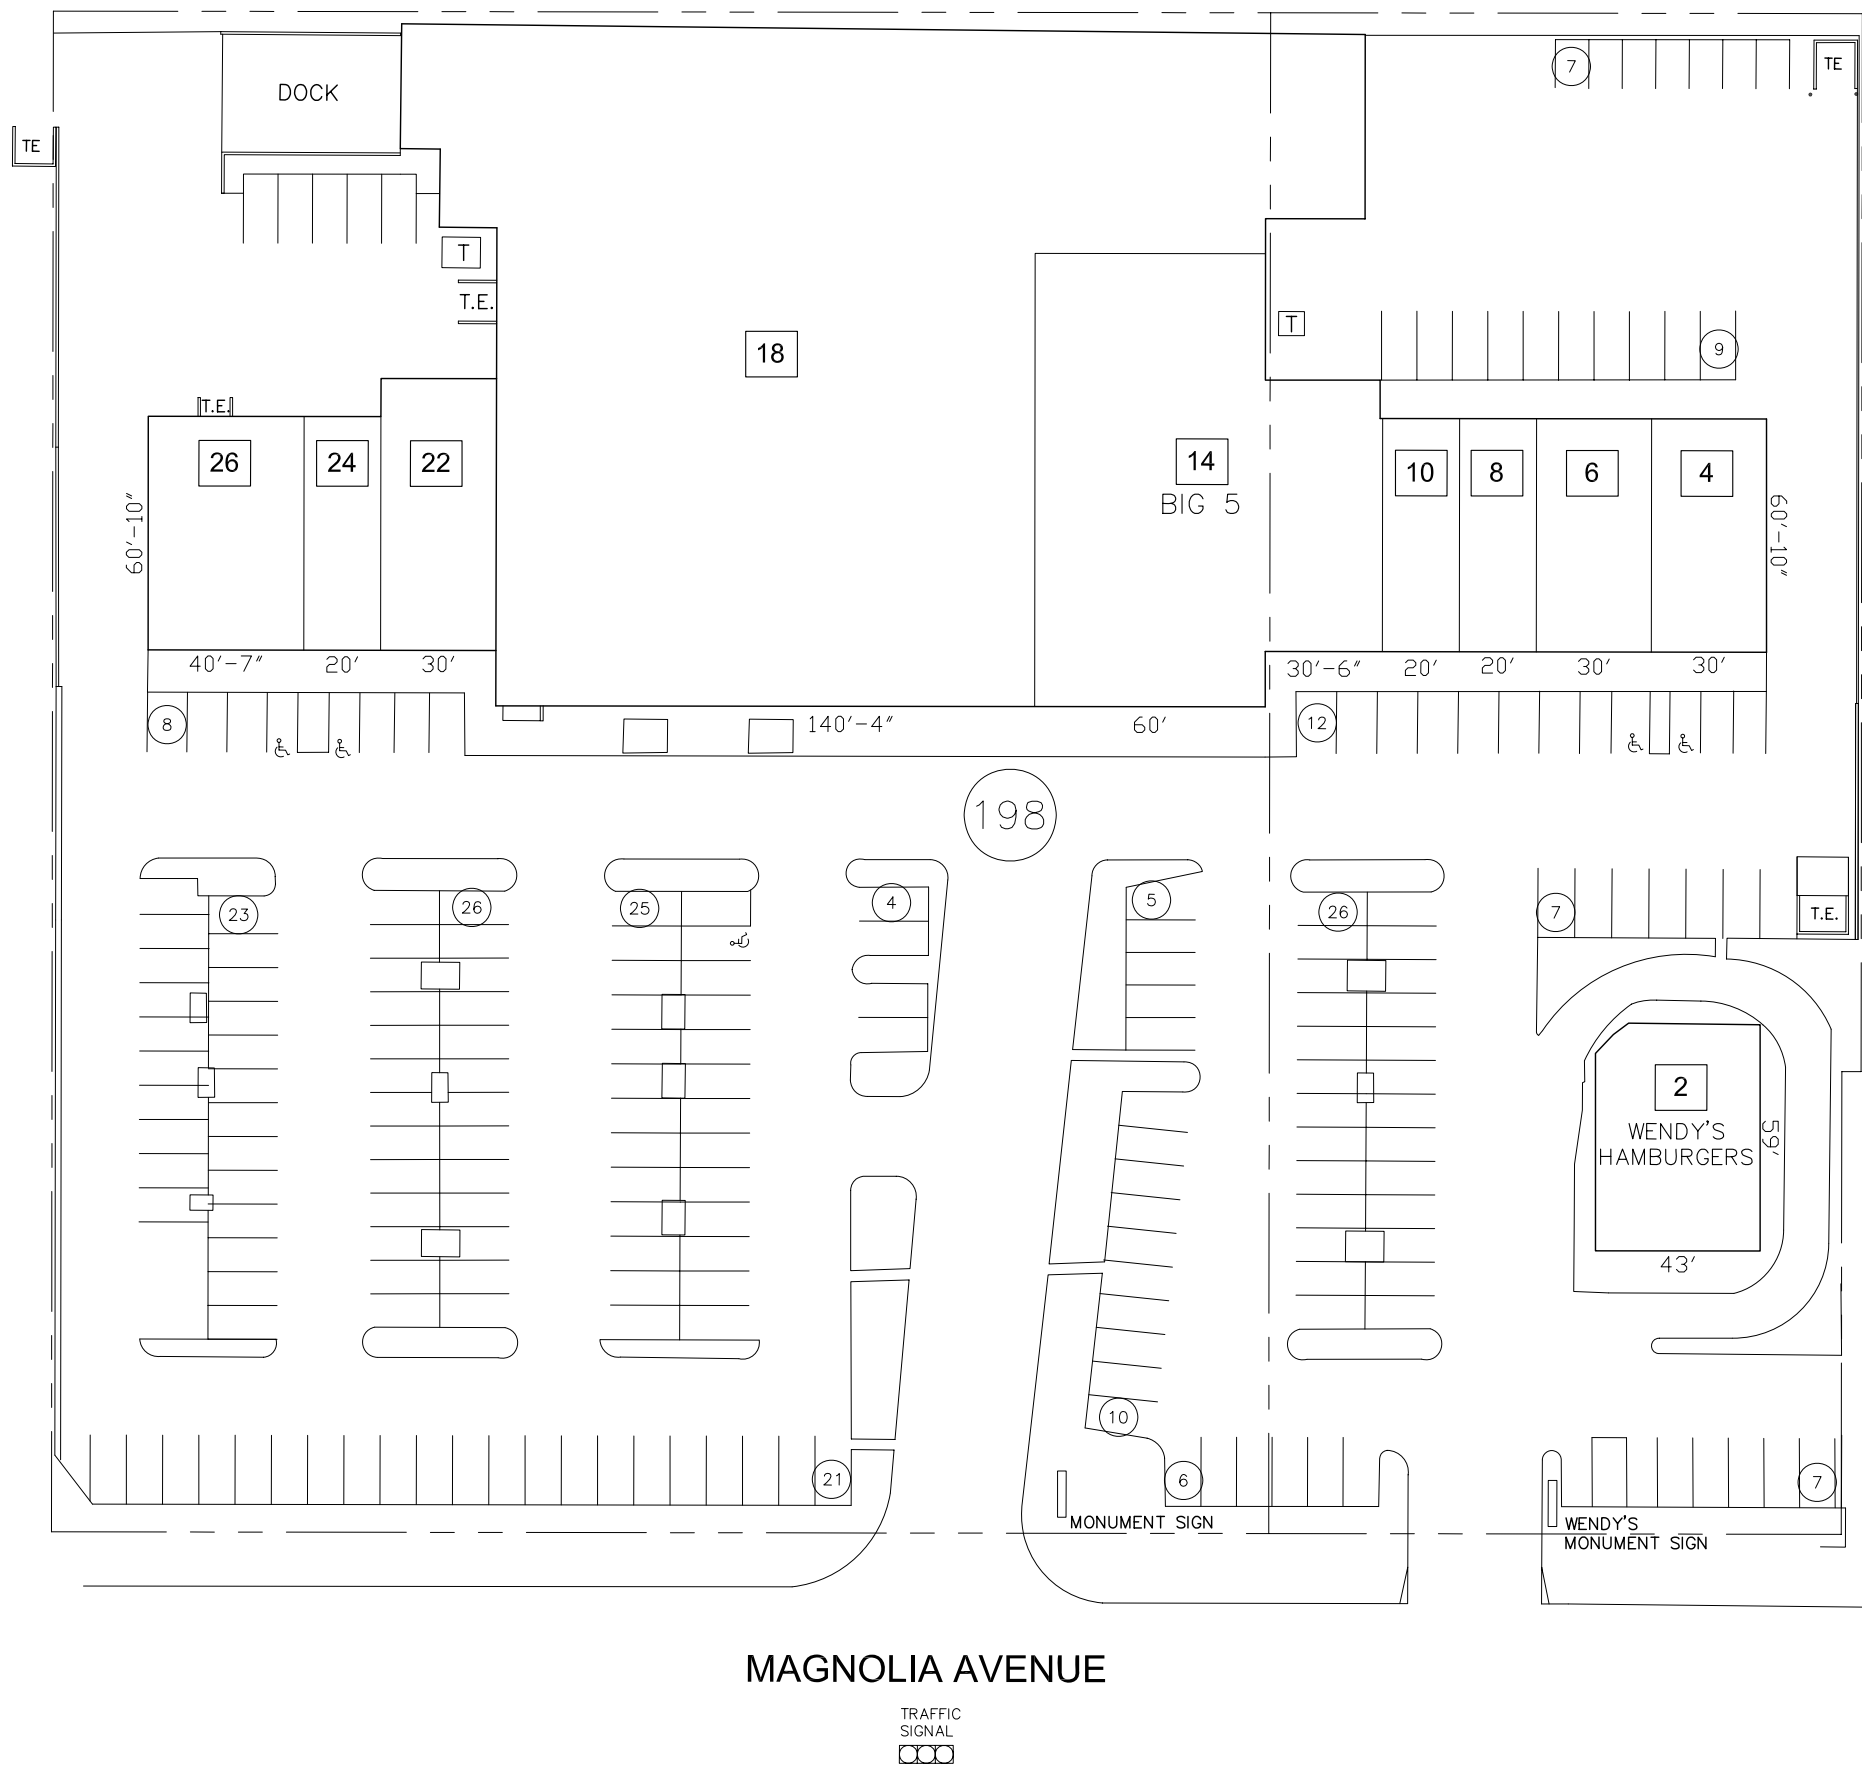 DOCK
7
TE
TE
T
T.E.
T
9
18
T.E.
26
24
22
14
BIG 5
10
8
6
4
60'-10"
60'-10"
40'-7"
20'
30'
30'-6"
20'
20'
30'
30'
8
140'-4"
60'
12
198
23
26
25
4
5
26
7
T.E.
2
WENDY'S
HAMBURGERS
59'
43'
10
21
6
7
MONUMENT SIGN
WENDY'S
MONUMENT SIGN
MAGNOLIA AVENUE
TRAFFIC
SIGNAL